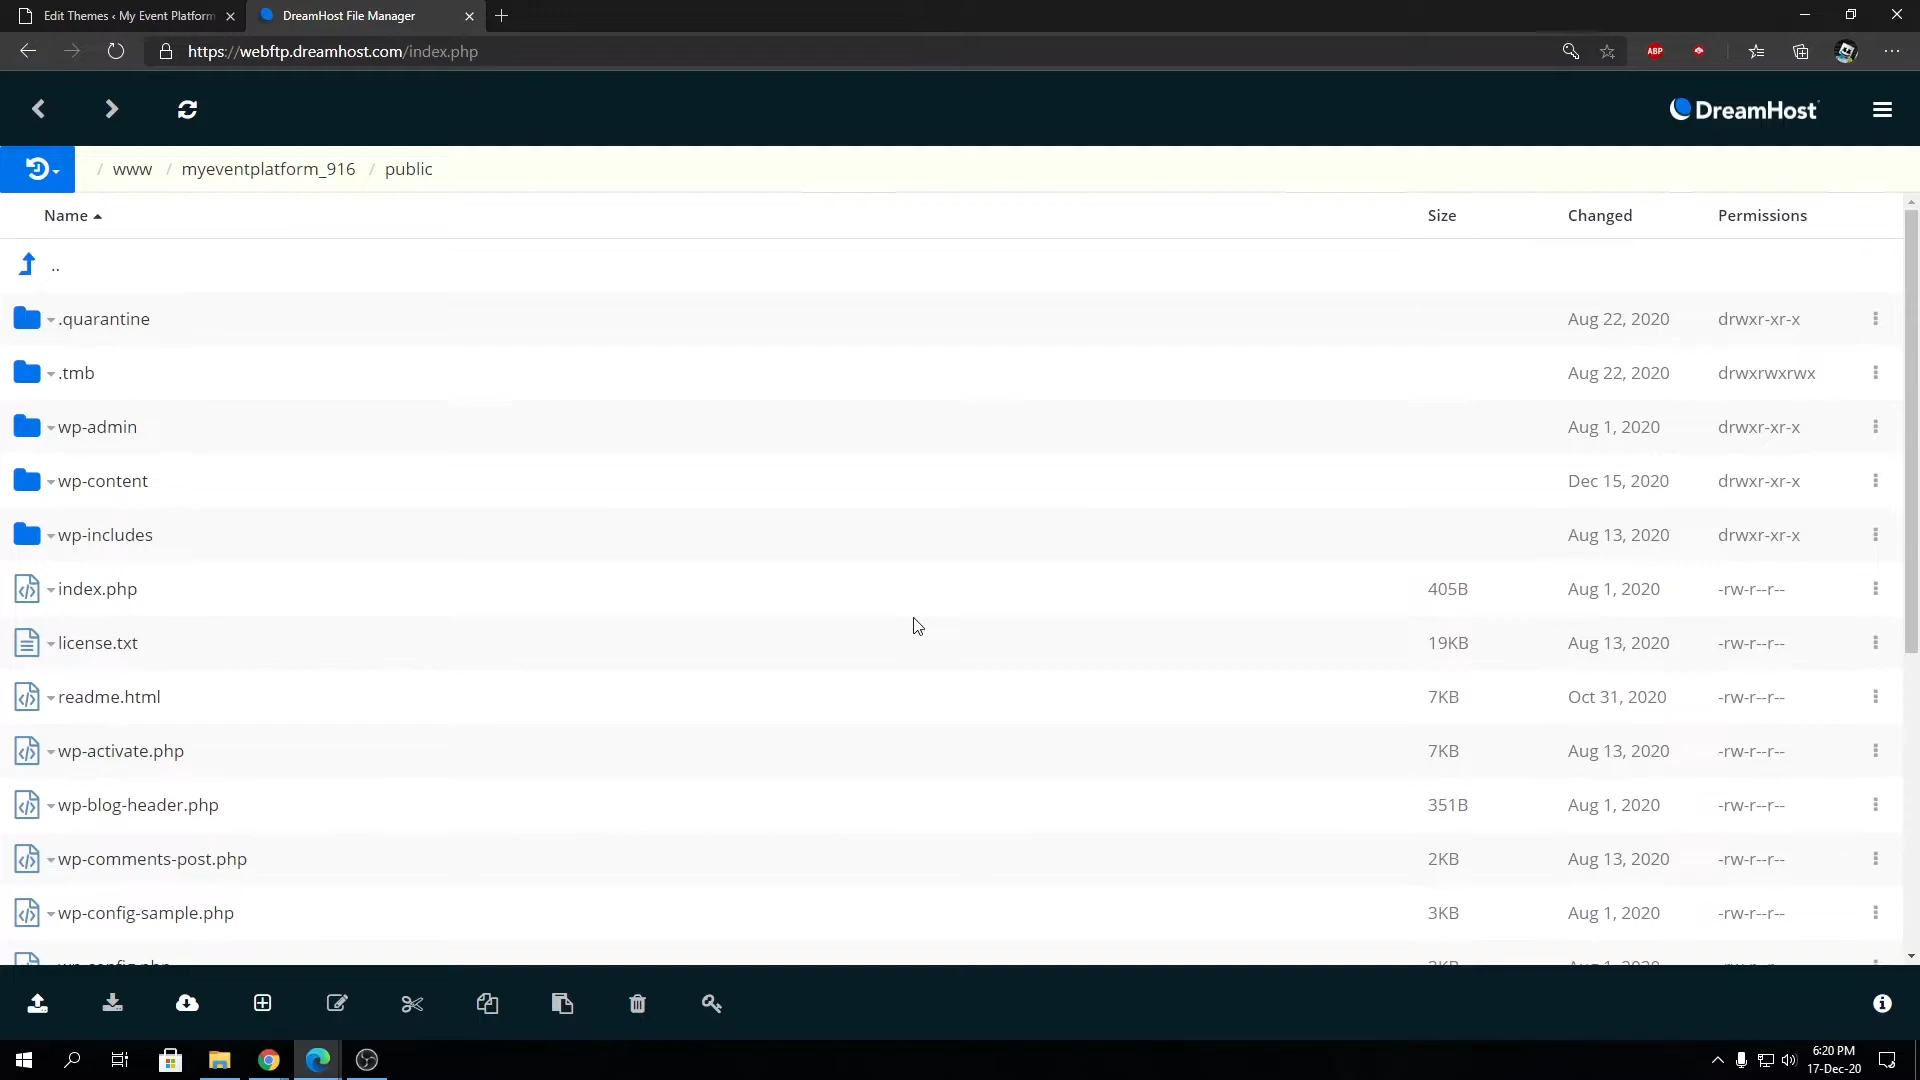 Edit Themes ‹ My Event Platform
DreamHost File Manager
https://webftp.dreamhost.com/index.php
ABP
DreamHost
/ www / myeventplatform_916 / public
Name Size Changed Permissions
..
.quarantine Aug 22, 2020 drwxr-xr-x
.tmb Aug 22, 2020 drwxrwxrwx
wp-admin Aug 1, 2020 drwxr-xr-x
wp-content Dec 15, 2020 drwxr-xr-x
wp-includes Aug 13, 2020 drwxr-xr-x
index.php 405B Aug 1, 2020 -rw-r--r--
license.txt 19KB Aug 13, 2020 -rw-r--r--
readme.html 7KB Oct 31, 2020 -rw-r--r--
wp-activate.php 7KB Aug 13, 2020 -rw-r--r--
wp-blog-header.php 351B Aug 1, 2020 -rw-r--r--
wp-comments-post.php 2KB Aug 13, 2020 -rw-r--r--
wp-config-sample.php 3KB Aug 1, 2020 -rw-r--r--
wp-config.php Aug 1, 2020
6:20 PM
17-Dec-20